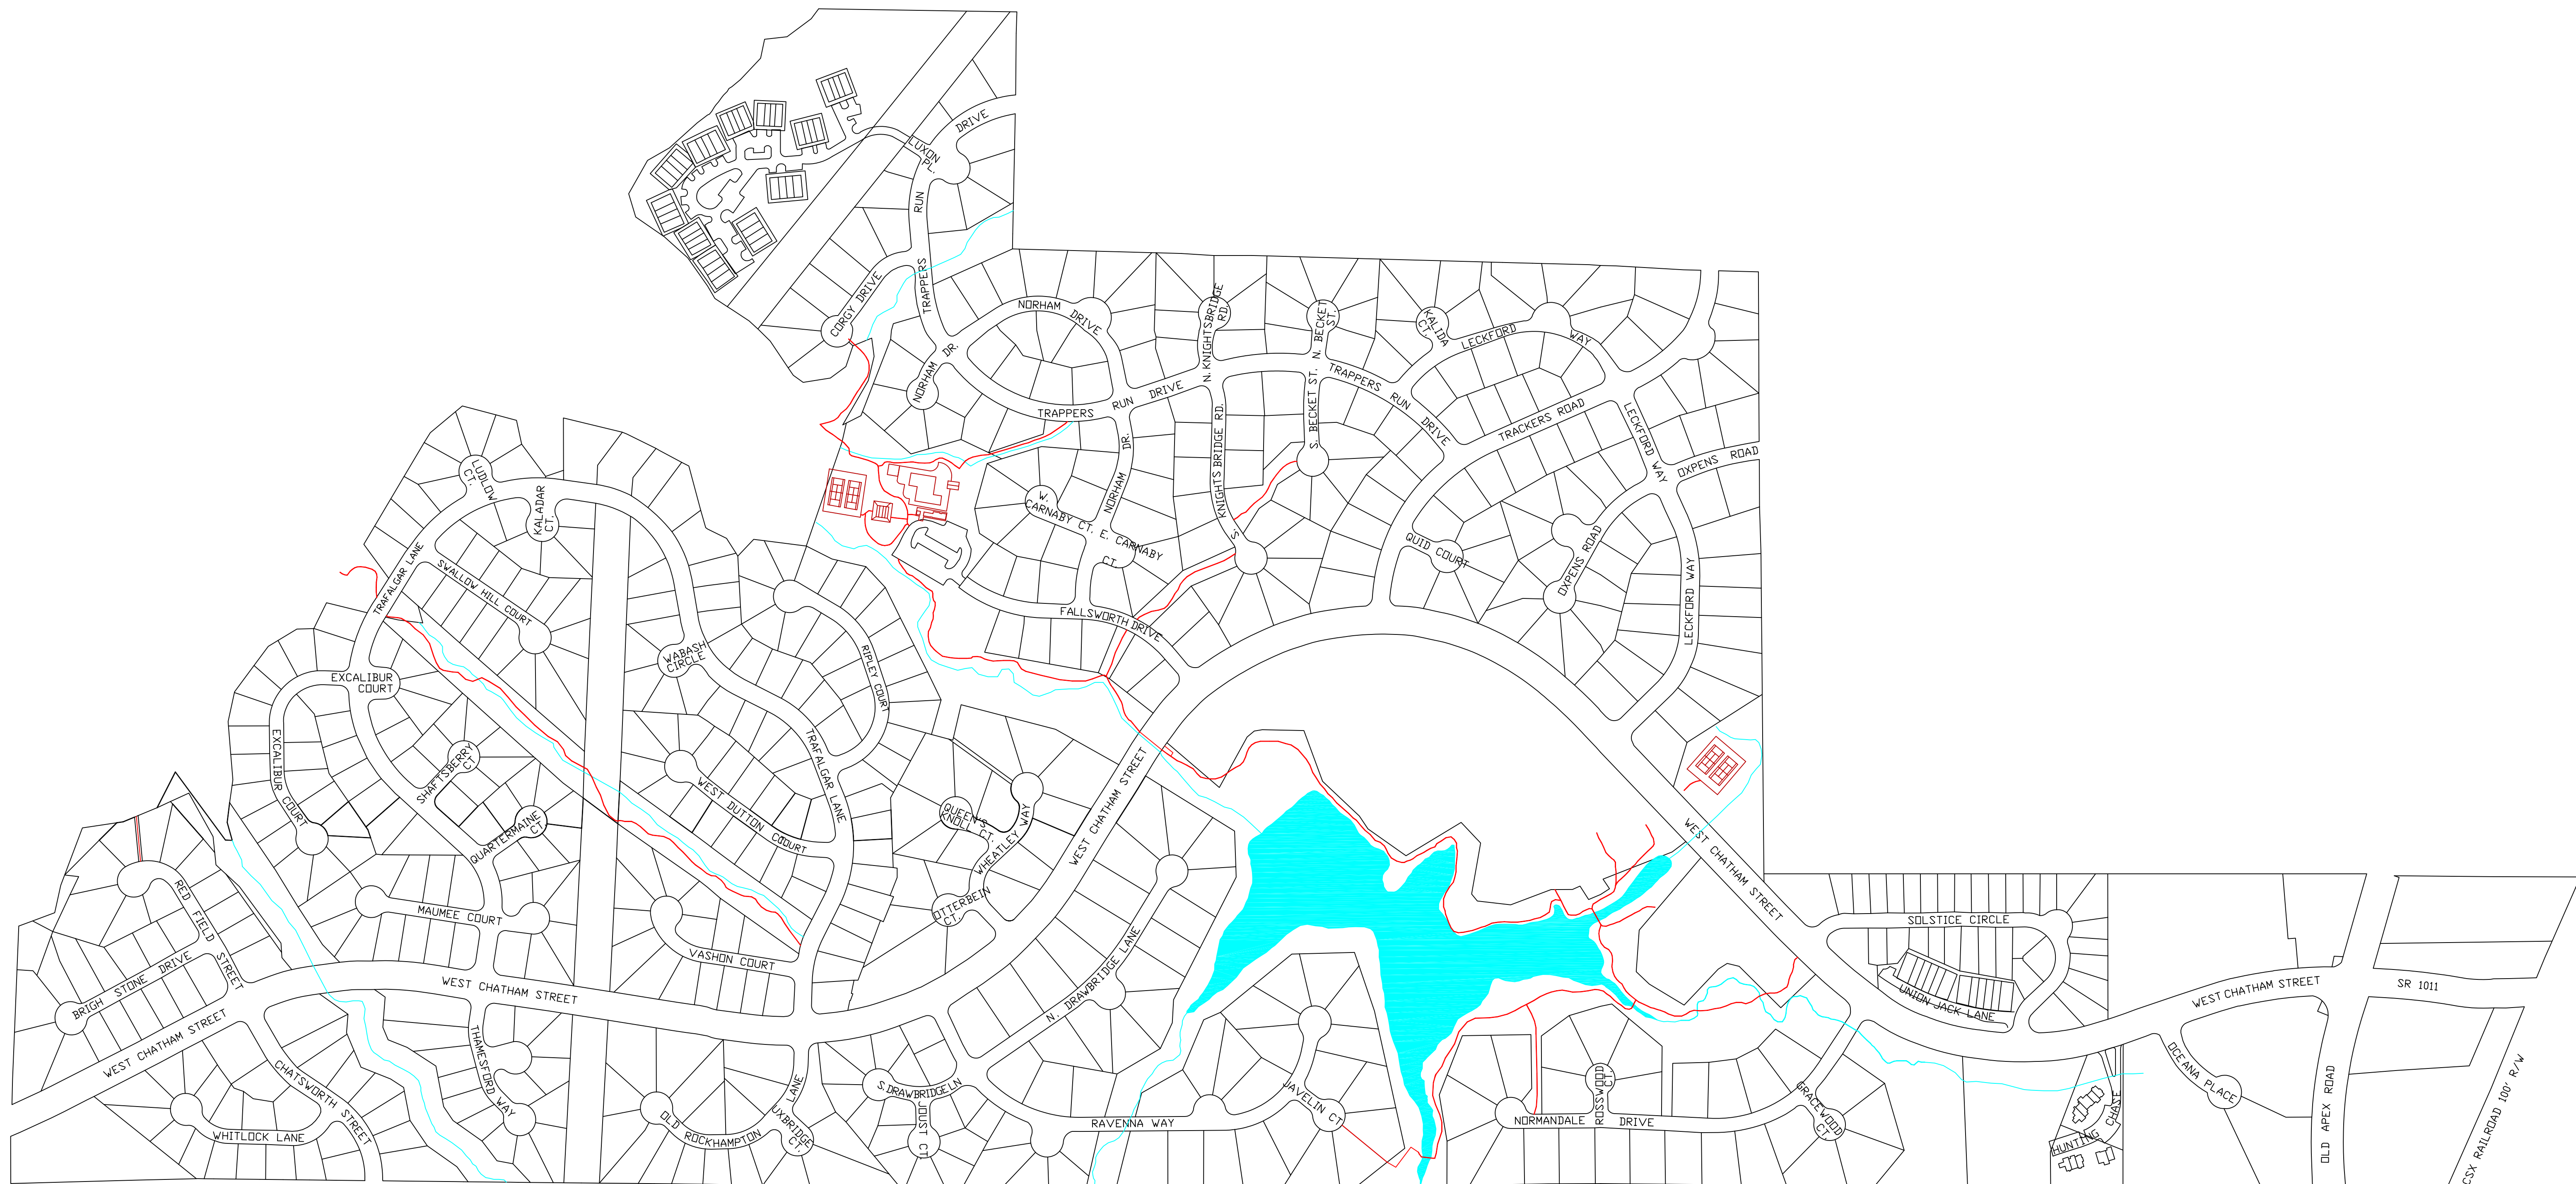 LUXON
PL.
DRIVE
RUN
TRAPPERS
CORGY DRIVE
NORHAM
DRIVE
NORHAM
DR.
TRAPPERS
RUN
DRIVE
N. KNIGHTSBRIDGE
RD.
N. BECKET
ST.
KALIDA
CT.
LECKFORD
WAY
TRAPPERS
RUN
DRIVE
TRACKERS ROAD
LECKFORD WAY
OXPENS ROAD
S. BECKET ST.
KNIGHTSBRIDGE RD.
S.
NORHAM
DR.
W.
CARNABY CT.
E. CARNABY
CT.
QUID COURT
OXPENS ROAD
LECKFORD WAY
FALLSWORTH DRIVE
LUDLOW
CT.
KALADAR
CT.
TRAFALGAR LANE
SWALLOW HILL COURT
WABASH
CIRCLE
RIPLEY COURT
EXCALIBUR
COURT
EXCALIBUR COURT
SHAFTSBERRY
CT
QUARTERMAINE
CT
TRAFALGAR LANE
WEST DUTTON COURT
QUEEN'S
KNOLL CT.
WHEATLEY WAY
WEST CHATHAM STREET
OTTERBEIN
CT.
MAUMEE COURT
VASHON COURT
RED FIELD STREET
BRIGH STONE DRIVE
WEST CHATHAM STREET
WEST CHATHAM STREET
N. DRAWBRIDGE LANE
WEST CHATHAM STREET
SOLSTICE CIRCLE
UNION JACK LANE
WEST CHATHAM STREET
SR 1011
THAMESFORD WAY
CHATSWORTH STREET
WHITLOCK LANE
OLD ROCKHAMPTON
LANE
UXBRIDGE
CT.
S.DRAWBRIDGE LN
JOUST CT
RAVENNA WAY
JAVELIN CT
NORMANDALE DRIVE
ROSSWOOD
CT.
GRACEWOOD
CT.
OCEANA PLACE
HUNTING CHASE
OLD APEX ROAD
CSX RAILROAD 100' R/W